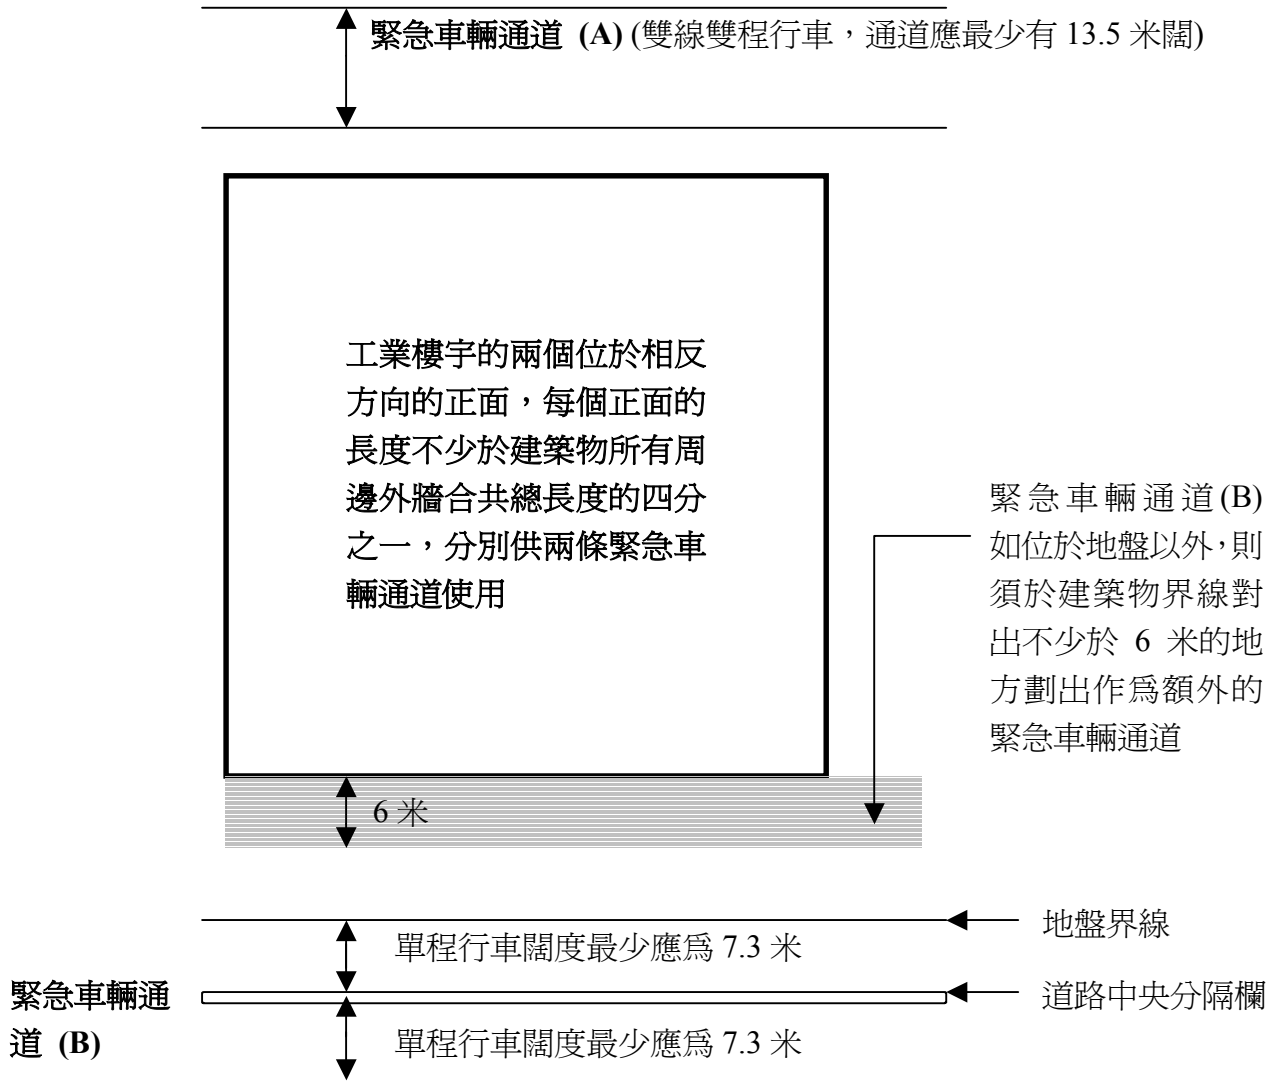 緊急車輛通道 (A) (雙線雙程行車，通道應最少有 13.5 米闊)
工業樓宇的兩個位於相反
方向的正面，每個正面的
長度不少於建築物所有周
邊外牆合共總長度的四分
之一，分別供兩條緊急車
輛通道使用
緊急車輛通道(B)
如位於地盤以外，則
須於建築物界線對
出不少於 6 米的地
方劃出作爲額外的
緊急車輛通道
6 米
地盤界線
單程行車闊度最少應爲 7.3 米
緊急車輛通
道 (B)
道路中央分隔欄
單程行車闊度最少應爲 7.3 米